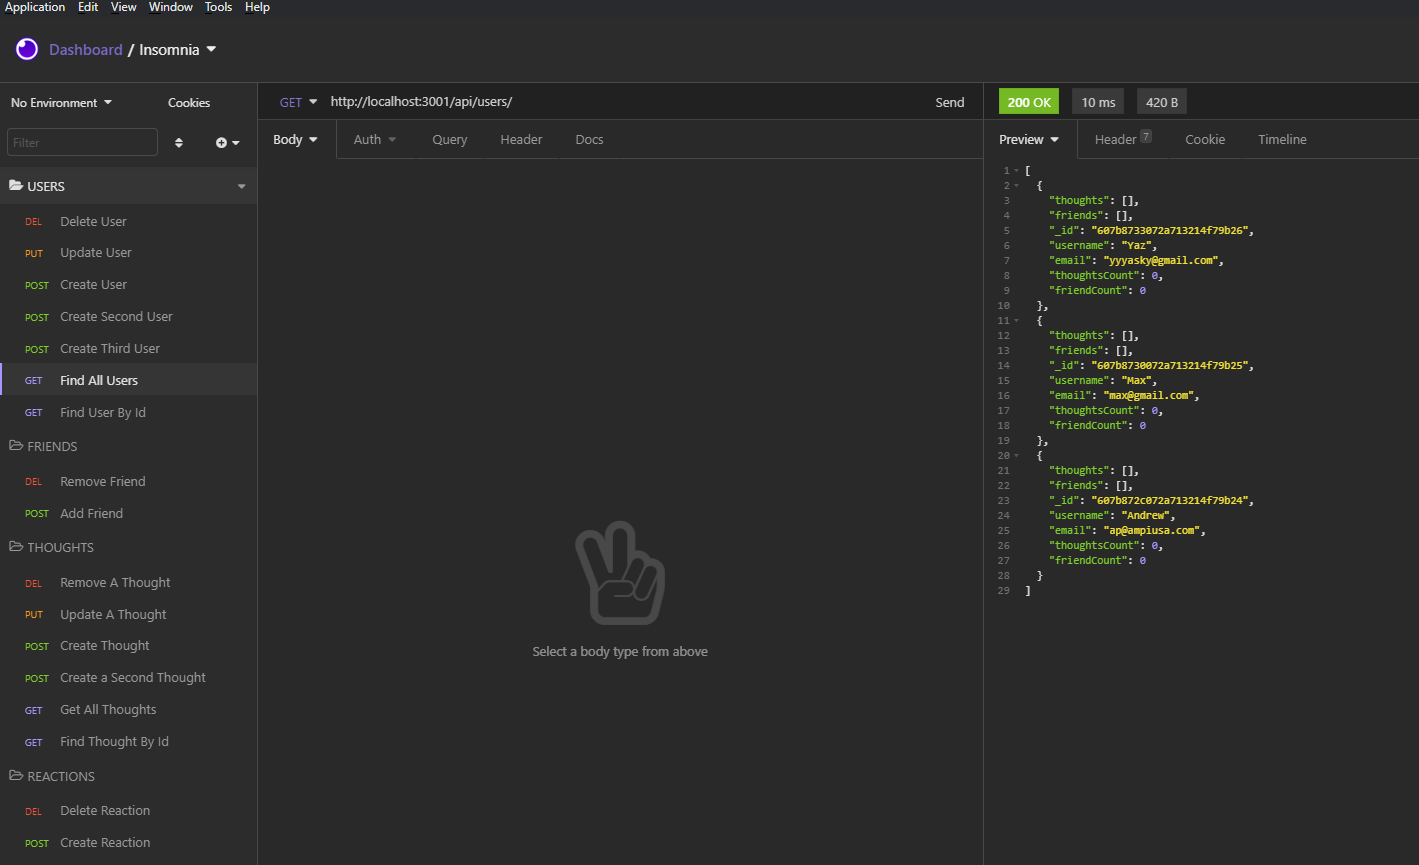 Application Edit View Window Tools Help
Dashboard / Insomnia
No Environment Cookies
Filter
USERS
DEL Delete User
PUT Update User
POST Create User
POST Create Second User
POST Create Third User
GET Find All Users
GET Find User By Id
FRIENDS
DEL Remove Friend
POST Add Friend
THOUGHTS
DEL Remove A Thought
PUT Update A Thought
POST Create Thought
POST Create a Second Thought
GET Get All Thoughts
GET Find Thought By Id
REACTIONS
DEL Delete Reaction
POST Create Reaction
GET http://localhost:3001/api/users/ Send
Body Auth Query Header Docs
Select a body type from above
200 OK 10 ms 420 B
Preview Header 7 Cookie Timeline
1 [
2 {
3 "thoughts": [],
4 "friends": [],
5 "_id": "607b8733072a713214f79b26",
6 "username": "Yaz",
7 "email": "yyyasky@gmail.com",
8 "thoughtsCount": 0,
9 "friendCount": 0
10 },
11 {
12 "thoughts": [],
13 "friends": [],
14 "_id": "607b8730072a713214f79b25",
15 "username": "Max",
16 "email": "max@gmail.com",
17 "thoughtsCount": 0,
18 "friendCount": 0
19 },
20 {
21 "thoughts": [],
22 "friends": [],
23 "_id": "607b872c072a713214f79b24",
24 "username": "Andrew",
25 "email": "ap@ampiusa.com",
26 "thoughtsCount": 0,
27 "friendCount": 0
28 }
29 ]